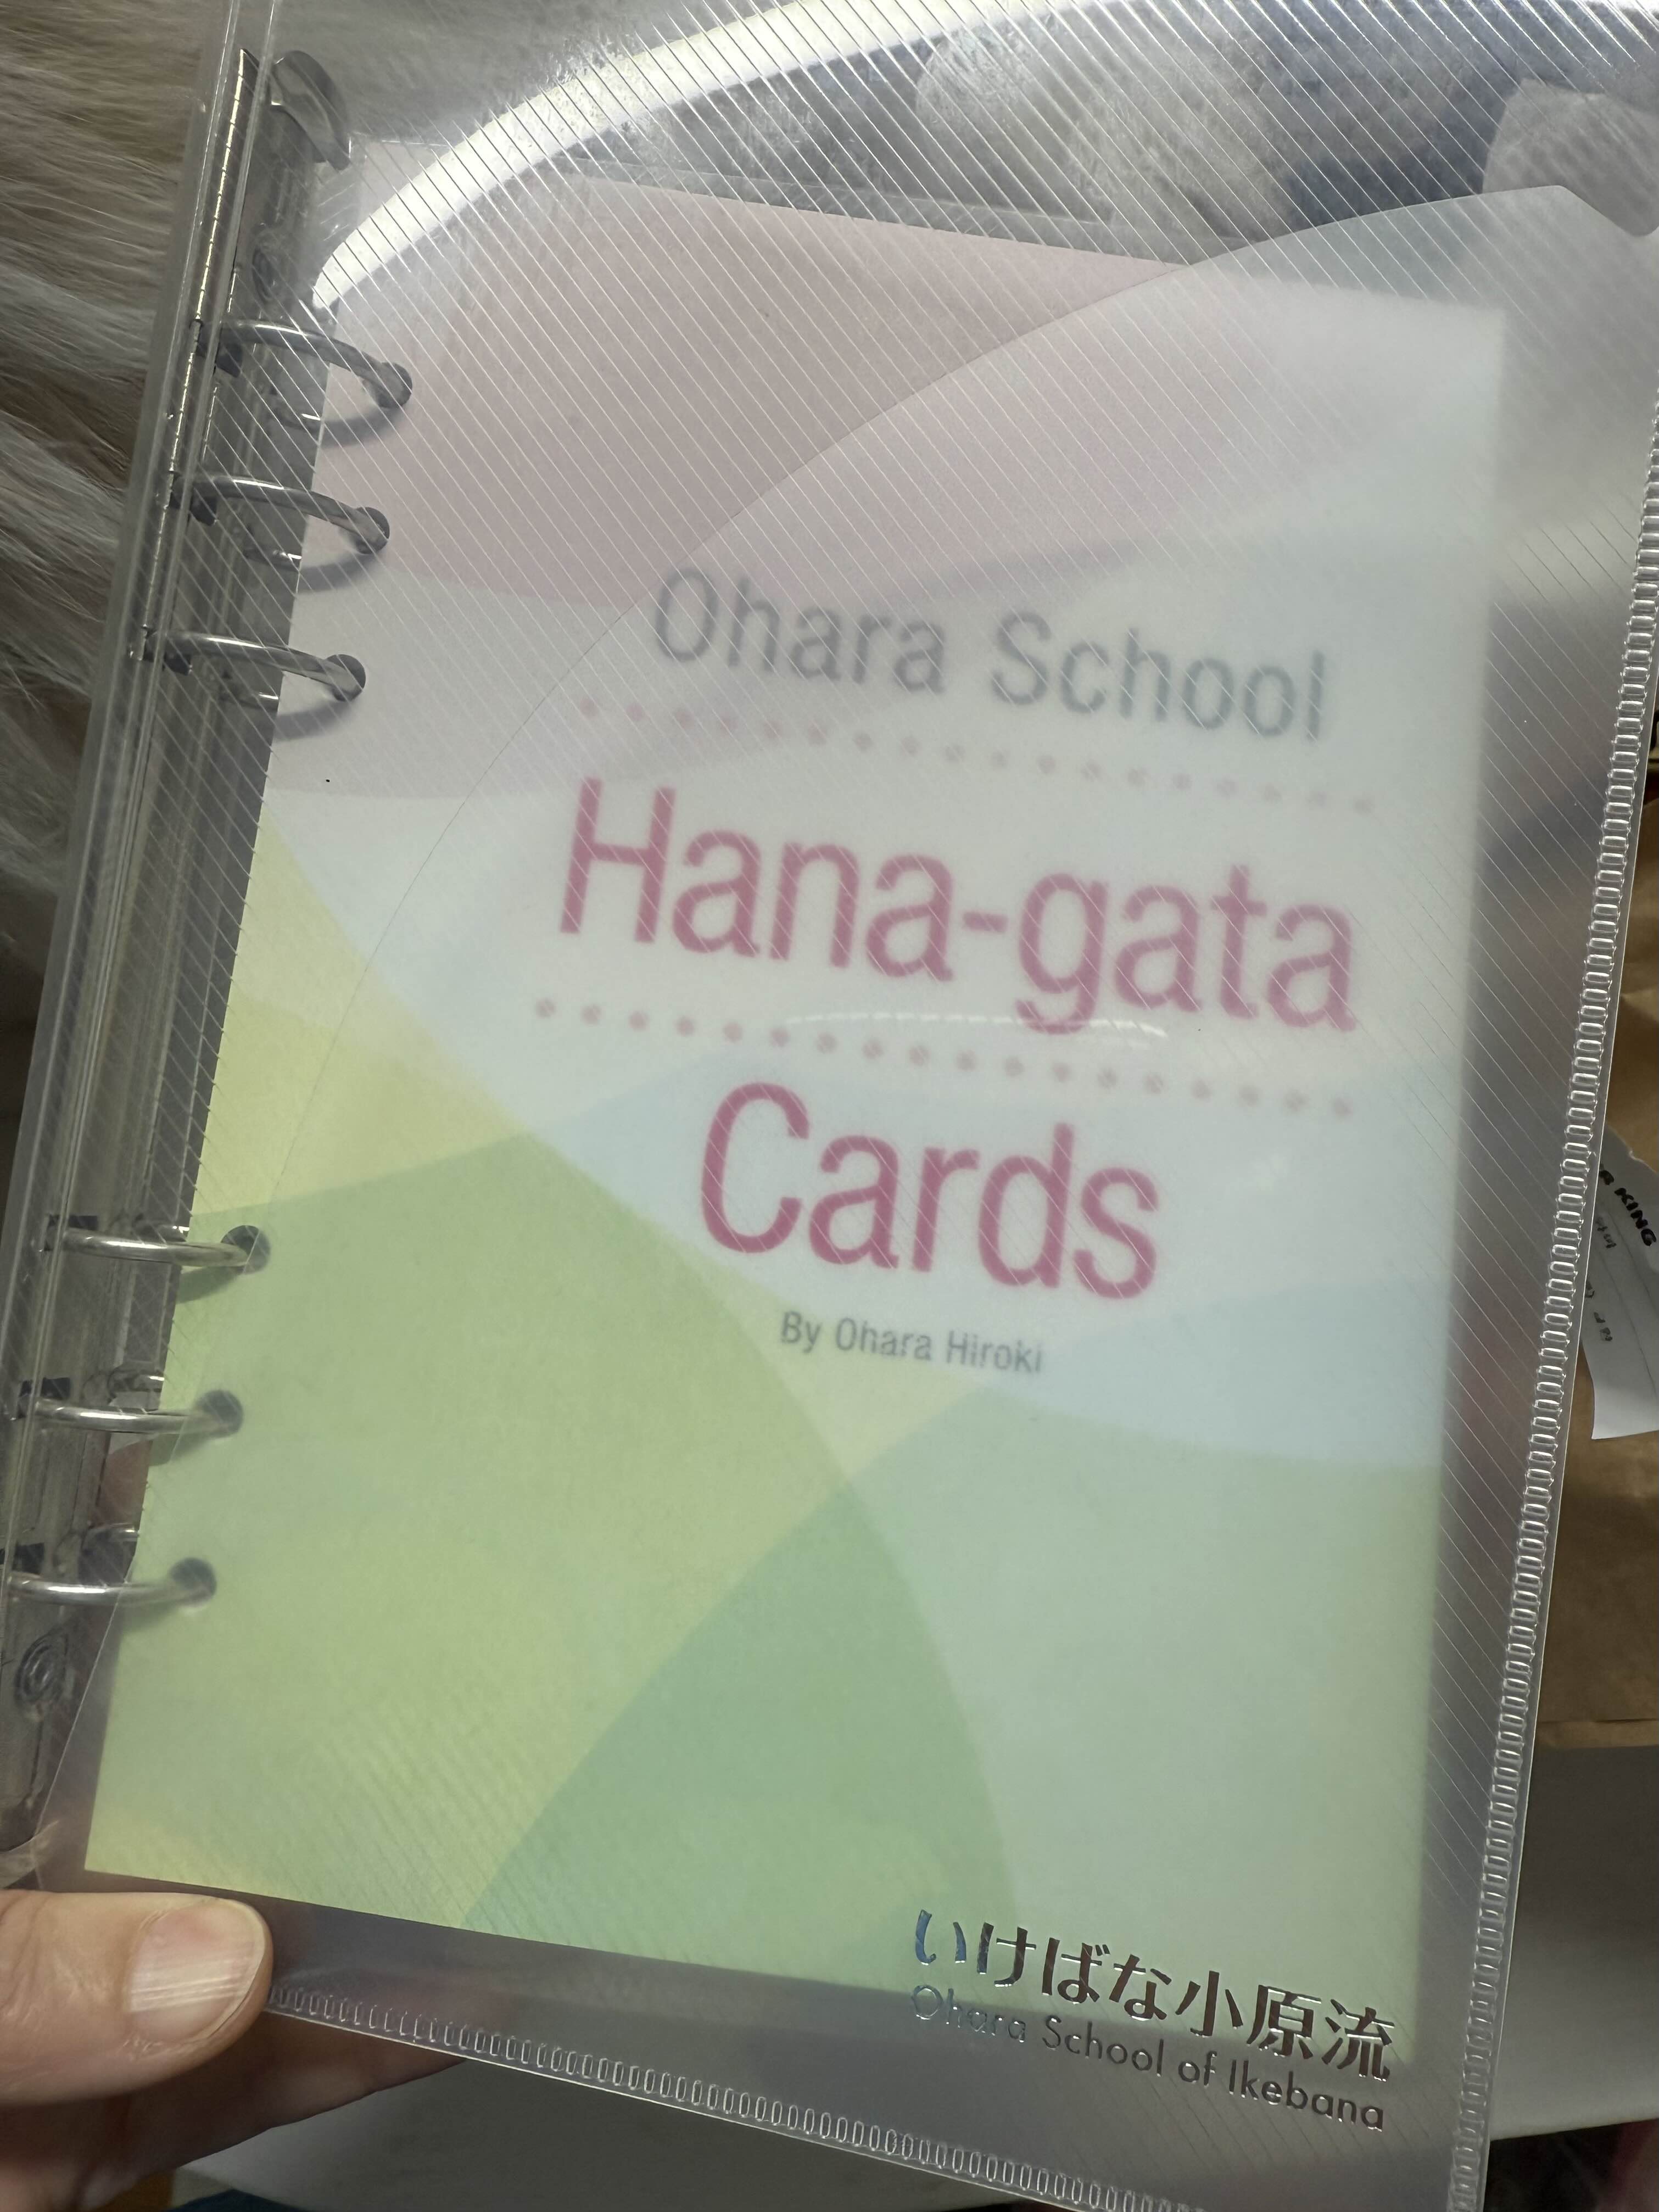 Ohara School
Hana-gata
Cards
By Ohara Hiroki
いけばな小原流
Ohara School of Ikebana
KING